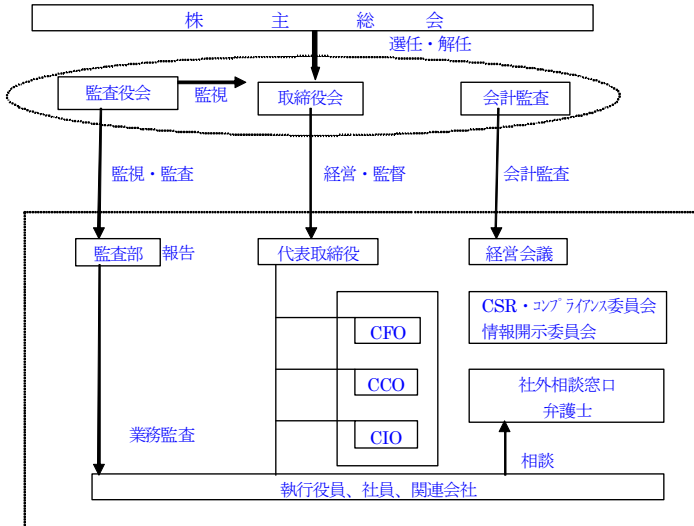 株主総会
選任・解任
監査役会
監視
取締役会
会計監査
監視・監査
経営・監督
会計監査
監査部
報告
代表取締役
経営会議
CSR・コンプライアンス委員会
情報開示委員会
CFO
CCO
CIO
社外相談窓口
弁護士
業務監査
相談
執行役員、社員、関連会社